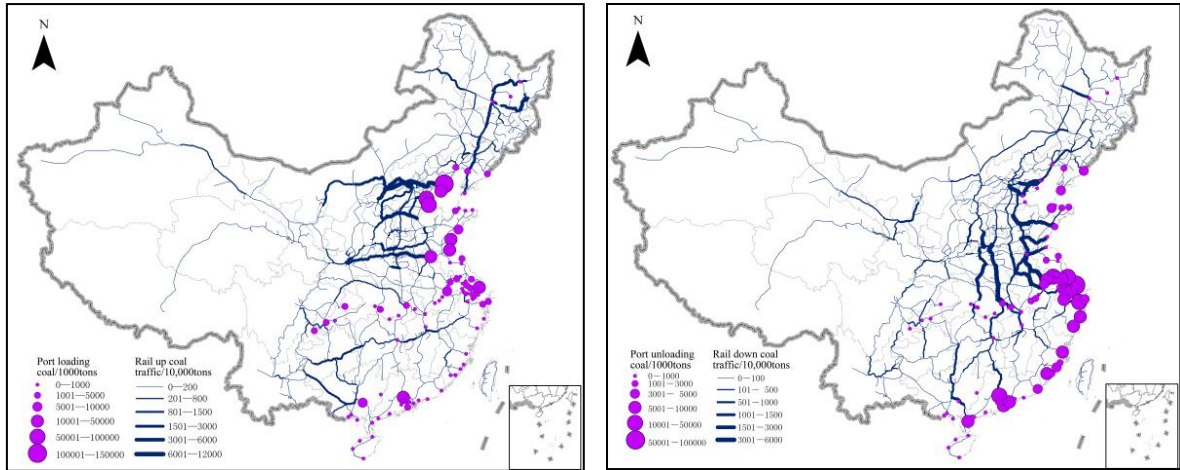 N
Port loading
coal/1000tons
0—1000
1001—5000
5001—10000
10001—50000
50001—100000
100001—150000
Rail up coal
traffic/10,000tons
0—200
201—800
801—1500
1501—3000
3001—6000
6001—12000
N
Port unloading
coal/1000tons
0—1000
1001—3000
3001— 5000
5001—10000
10001—50000
50001—100000
Rail down coal
traffic/10,000tons
0—100
101— 500
501—1000
1001—1500
1501—3000
3001—6000